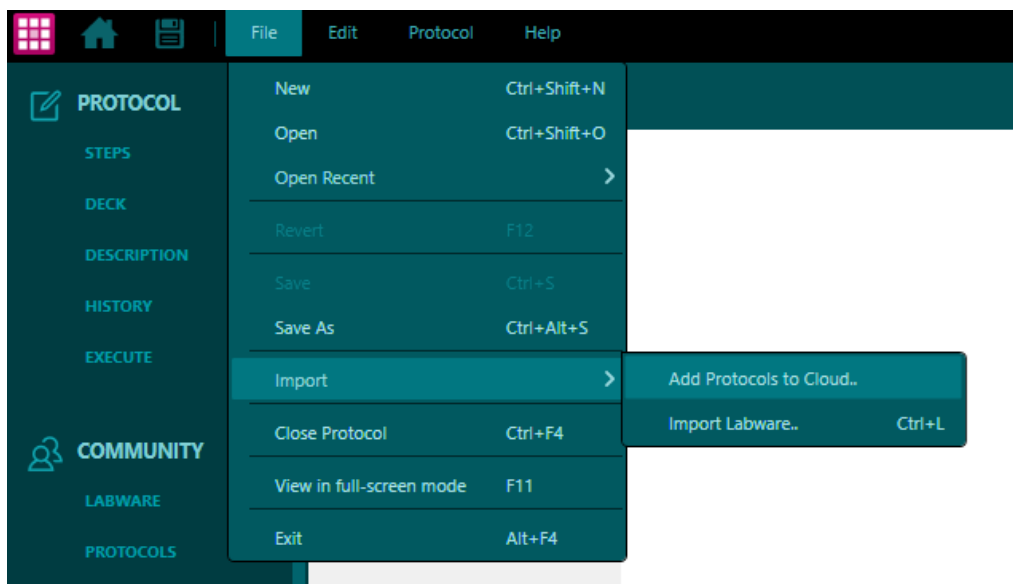 File Edit Protocol Help
PROTOCOL
STEPS
DECK
DESCRIPTION
HISTORY
EXECUTE
COMMUNITY
LABWARE
PROTOCOLS
New Ctrl+Shift+N
Open Ctrl+Shift+O
Open Recent
Revert F12
Save Ctrl+S
Save As Ctrl+Alt+S
Import
Close Protocol Ctrl+F4
View in full-screen mode F11
Exit Alt+F4
Add Protocols to Cloud..
Import Labware.. Ctrl+L